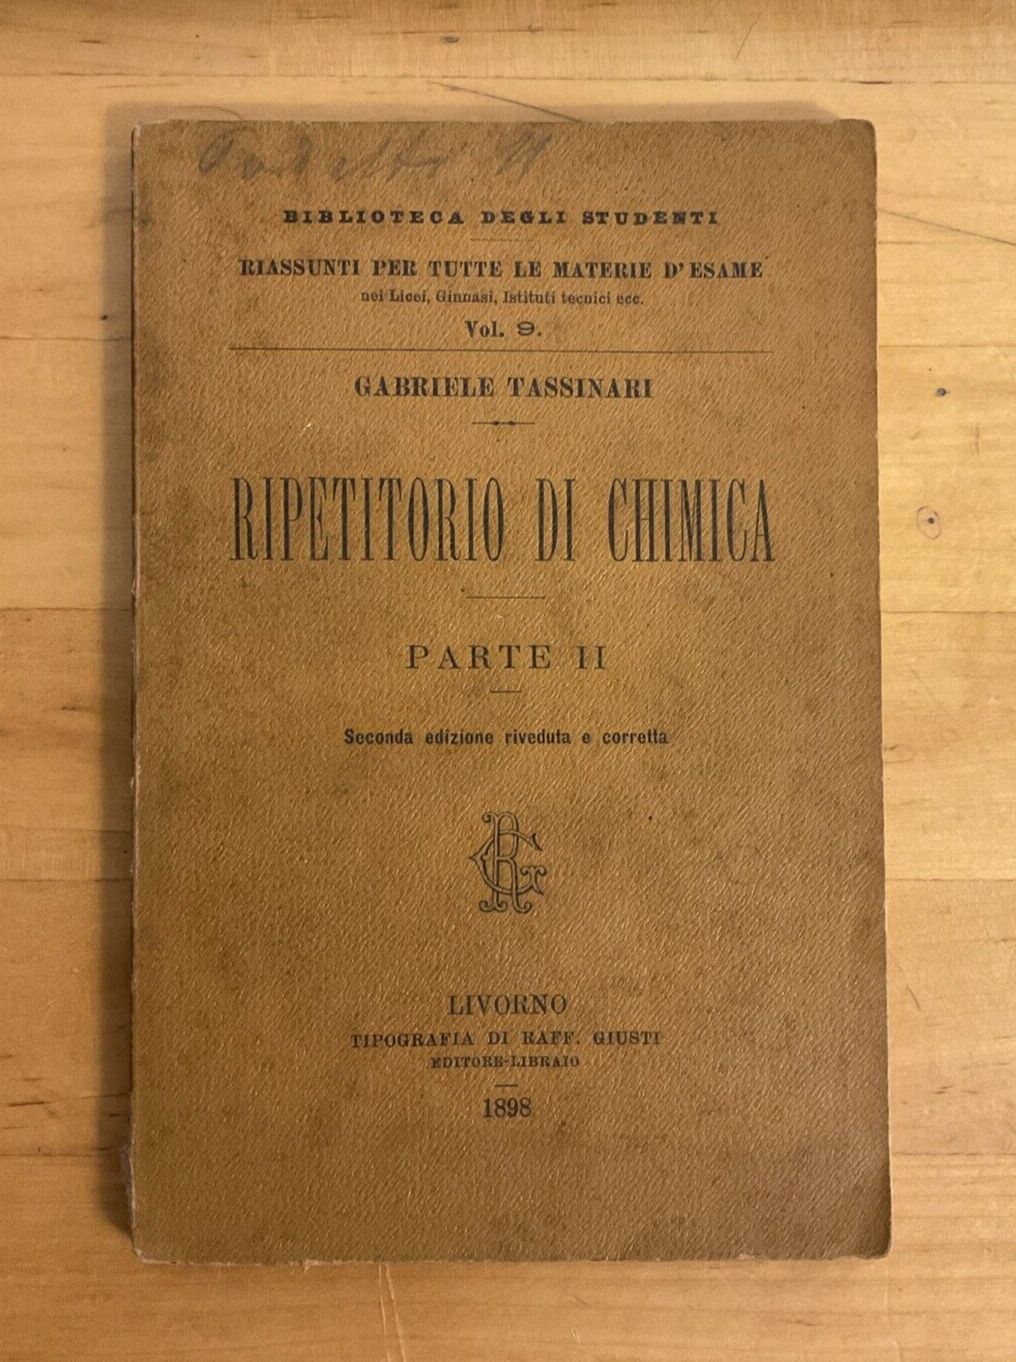 BIBLIOTECA DEGLI STUDENTI
RIASSUNTI PER TUTTE LE MATERIE D'ESAME
nei Licei, Ginnasi, Istituti tecnici ecc.
Vol. 9.
GABRIELE TASSINARI
RIPETITORIO DI CHIMICA
PARTE II
Seconda edizione riveduta e corretta
RG
LIVORNO
TIPOGRAFIA DI RAFF. GIUSTI
EDITORE-LIBRAIO
1898